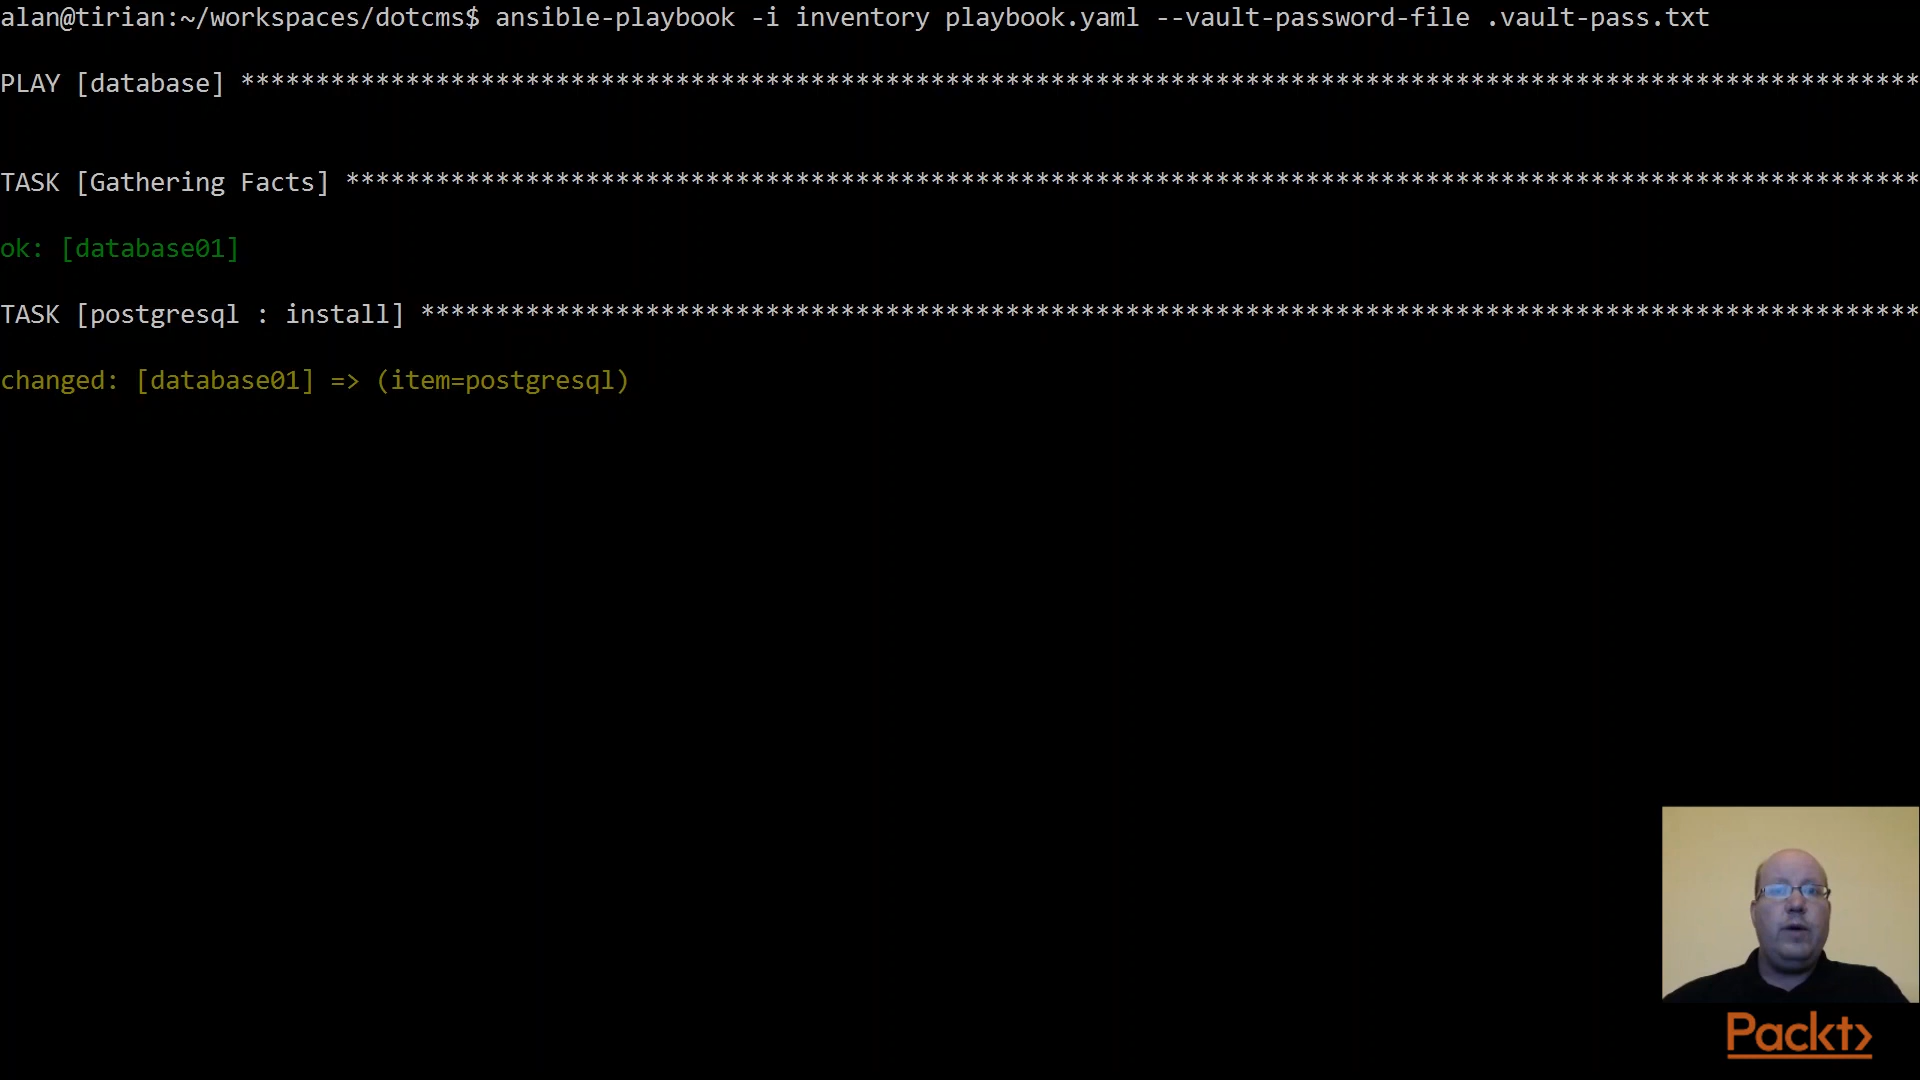 alan@tirian:~/workspaces/dotcms$ ansible-playbook -i inventory playbook.yaml --vault-password-file .vault-pass.txt
PLAY [database] ****************************************************************************************************************
TASK [Gathering Facts] *********************************************************************************************************
ok: [database01]
TASK [postgresql : install] ****************************************************************************************************
changed: [database01] => (item=postgresql)
Packt>